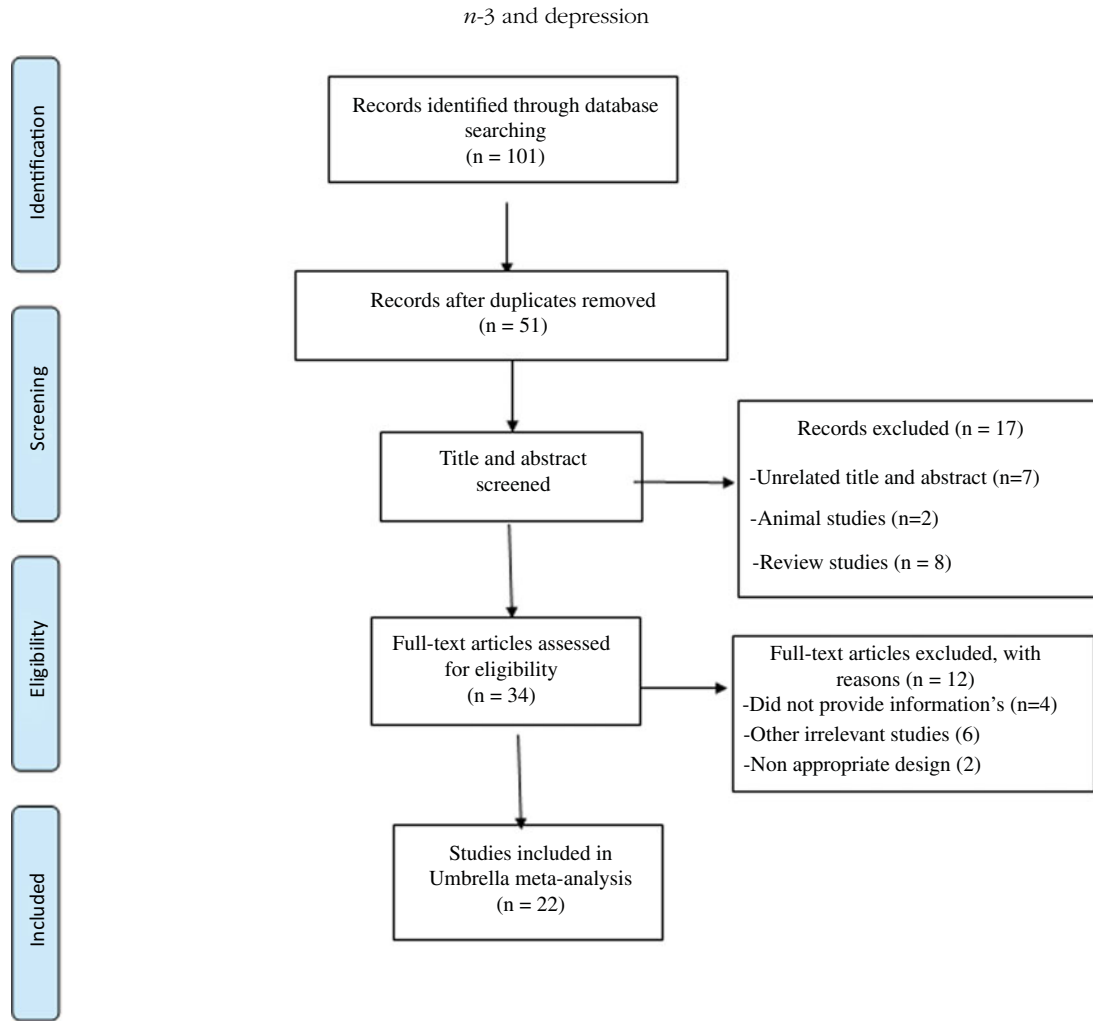 n-3 and depression
Identification
Records identified through database
searching
(n = 101)
Records after duplicates removed
(n = 51)
Screening
Title and abstract
screened
Records excluded (n = 17)
-Unrelated title and abstract (n=7)
-Animal studies (n=2)
-Review studies (n = 8)
Eligibility
Full-text articles assessed
for eligibility
(n = 34)
Full-text articles excluded, with
reasons (n = 12)
-Did not provide information's (n=4)
-Other irrelevant studies (6)
-Non appropriate design (2)
Included
Studies included in
Umbrella meta-analysis
(n = 22)